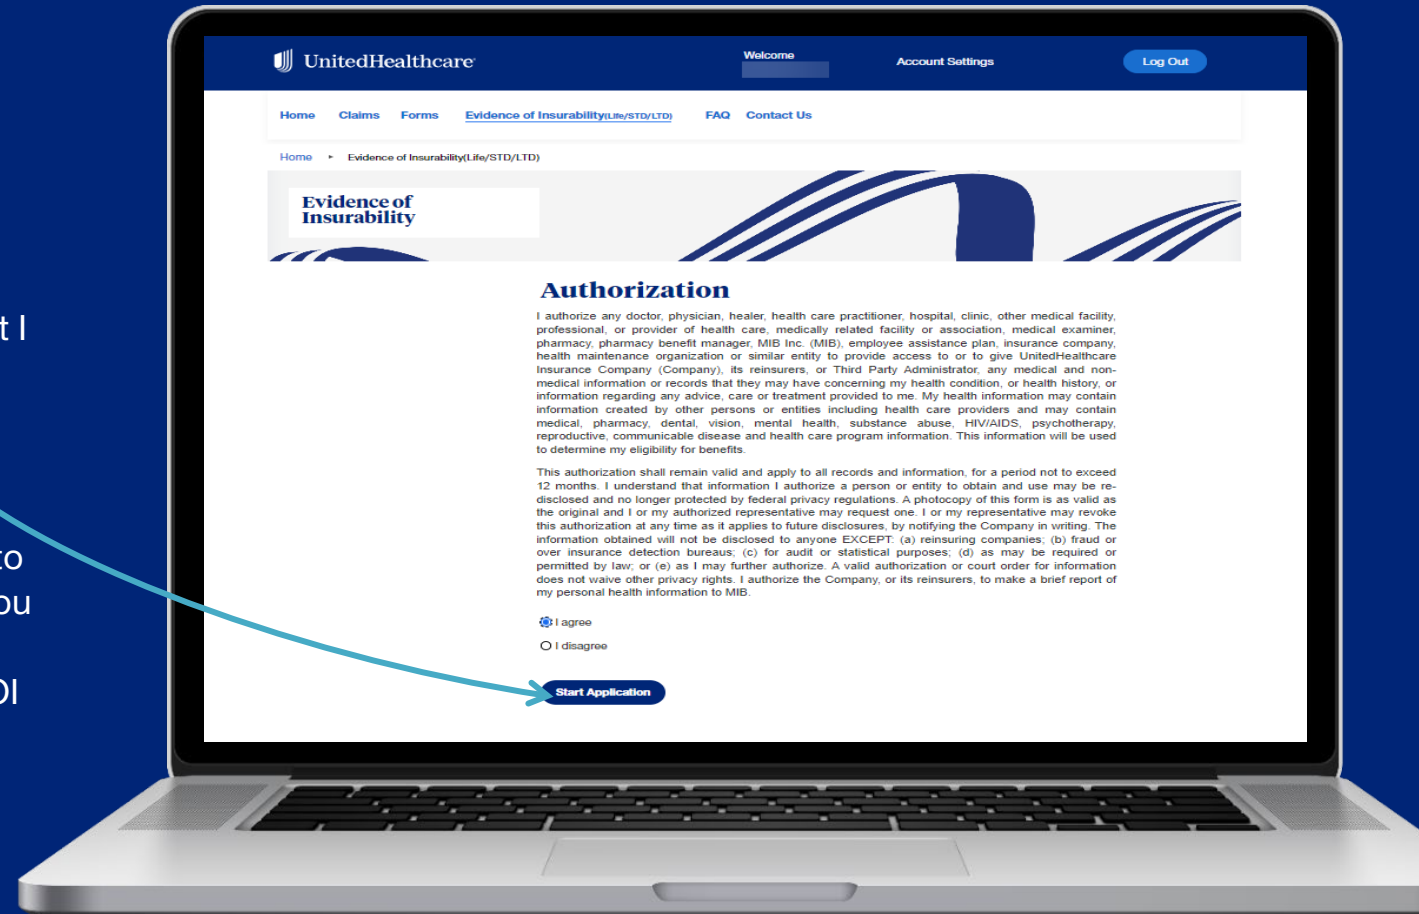 UnitedHealthcare
Welcome
Account Settings
Log Out
Home Claims Forms Evidence of Insurability(Life/STD/LTD) FAQ Contact Us
Home ▸ Evidence of Insurability(Life/STD/LTD)
Evidence of
Insurability
Authorization
I authorize any doctor, physician, healer, health care practitioner, hospital, clinic, other medical facility,
professional, or provider of health care, medically related facility or association, medical examiner,
pharmacy, pharmacy benefit manager, MIB Inc. (MIB), employee assistance plan, insurance company,
health maintenance organization or similar entity to provide access to or to give UnitedHealthcare
Insurance Company (Company), its reinsurers, or Third Party Administrator, any medical and non-
medical information or records that they may have concerning my health condition, or health history, or
information regarding any advice, care or treatment provided to me. My health information may contain
information created by other persons or entities including health care providers and may contain
medical, pharmacy, dental, vision, mental health, substance abuse, HIV/AIDS, psychotherapy,
reproductive, communicable disease and health care program information. This information will be used
to determine my eligibility for benefits.
This authorization shall remain valid and apply to all records and information, for a period not to exceed
12 months. I understand that information I authorize a person or entity to obtain and use may be re-
disclosed and no longer protected by federal privacy regulations. A photocopy of this form is as valid as
the original and I or my authorized representative may request one. I or my representative may revoke
this authorization at any time as it applies to future disclosures, by notifying the Company in writing. The
information obtained will not be disclosed to anyone EXCEPT: (a) reinsuring companies; (b) fraud or
over insurance detection bureaus; (c) for audit or statistical purposes; (d) as may be required or
permitted by law; or (e) as I may further authorize. A valid authorization or court order for information
does not waive other privacy rights. I authorize the Company, or its reinsurers, to make a brief report of
my personal health information to MIB.
I agree
I disagree
Start Application
t I
to
ou
OI